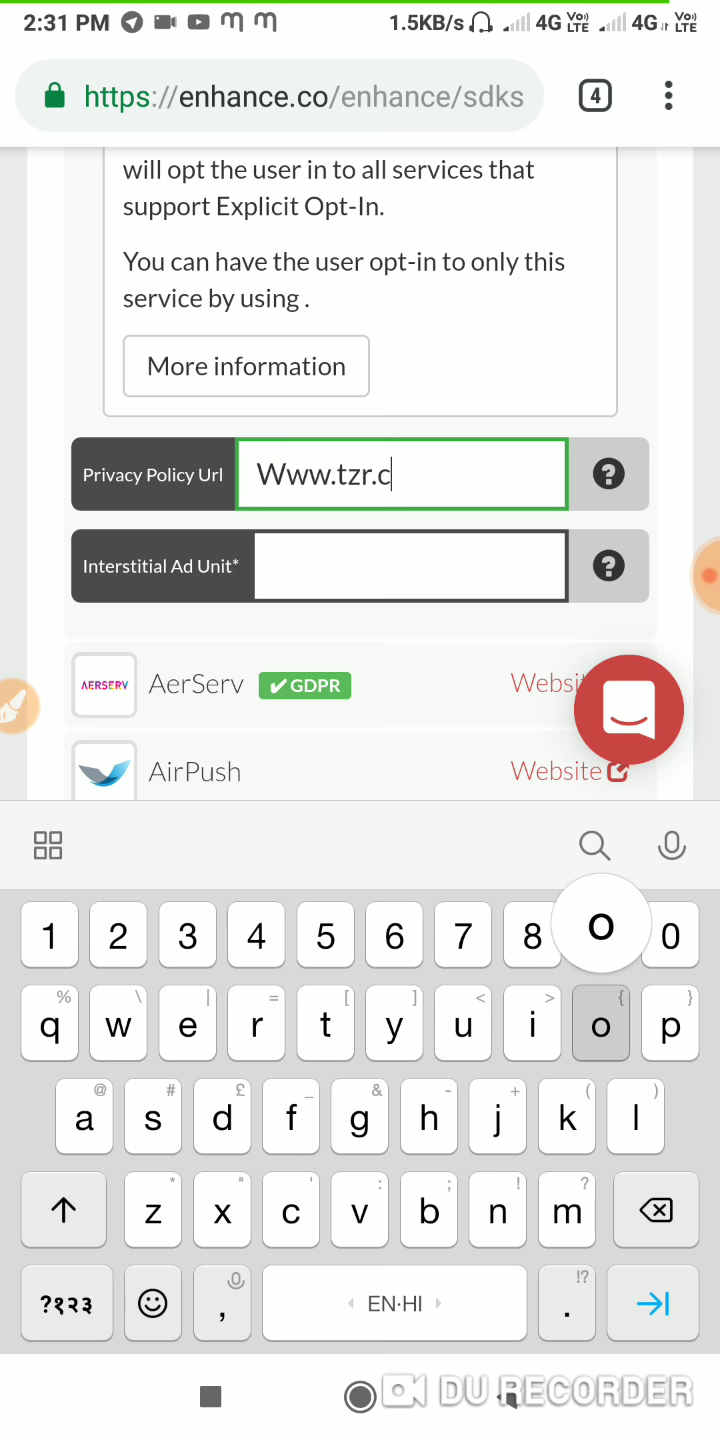 2:31 PM 1.5KB/s 4G VoLTE 4G VoLTE
https://enhance.co/enhance/sdks 4
will opt the user in to all services that
support Explicit Opt-In.
You can have the user opt-in to only this
service by using .
More information
Privacy Policy Url Www.tzr.c ?
Interstitial Ad Unit* ?
AERSERV AerServ ✔GDPR Websi
AirPush Website
1 2 3 4 5 6 7 8 o 0
% \ | = [ ] < > { }
q w e r t y u i o p
@ # £ _ & - + ( )
a s d f g h j k l
* " ' : ; ! ?
z x c v b n m
?१२३ , EN·HI . !?
DU RECORDER